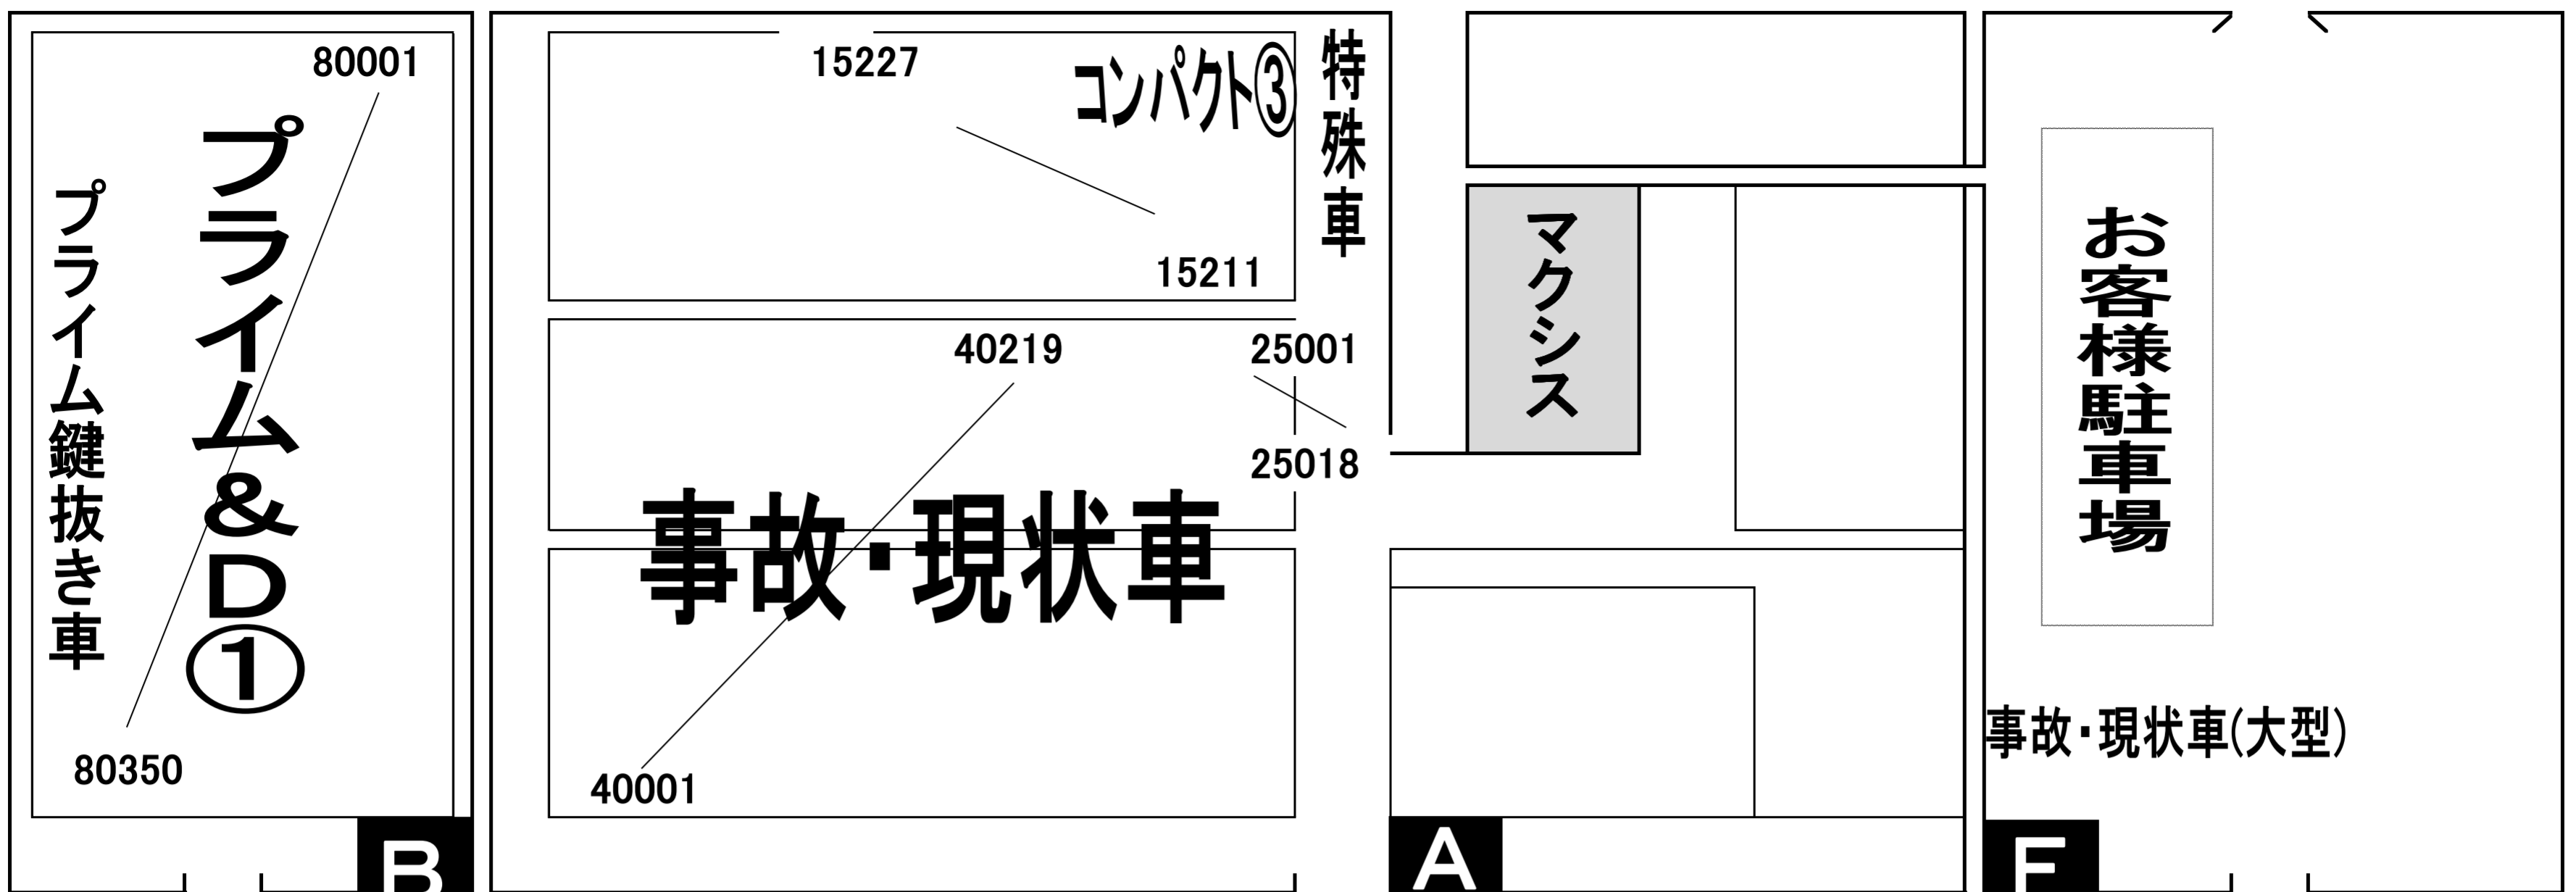 80001
プライム&D①
プライム鍵抜き車
80350
B
15227
コンパクト③
15211
特殊車
40219
25001
25018
事故・現状車
40001
マクシス
A
お客様駐車場
事故・現状車(大型)